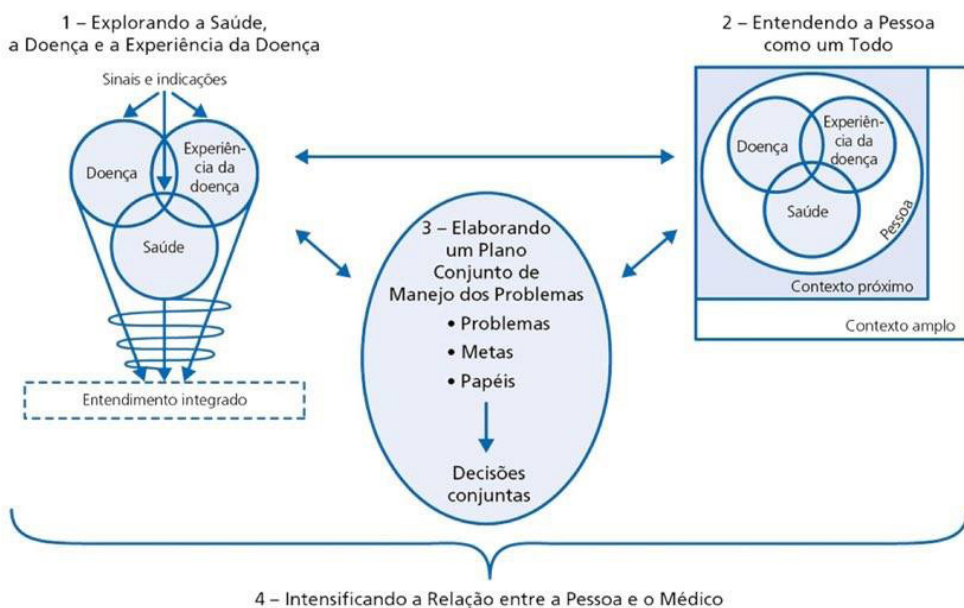 1 – Explorando a Saúde,
a Doença e a Experiência da Doença
Sinais e indicações
Doença
Experiên-
cia da
doença
Saúde
Entendimento integrado
2 – Entendendo a Pessoa
como um Todo
Doença
Experiên-
cia da
doença
Saúde
Pessoa
Contexto próximo
Contexto amplo
3 – Elaborando
um Plano
Conjunto de
Manejo dos Problemas
• Problemas
• Metas
• Papéis
Decisões
conjuntas
4 – Intensificando a Relação entre a Pessoa e o Médico